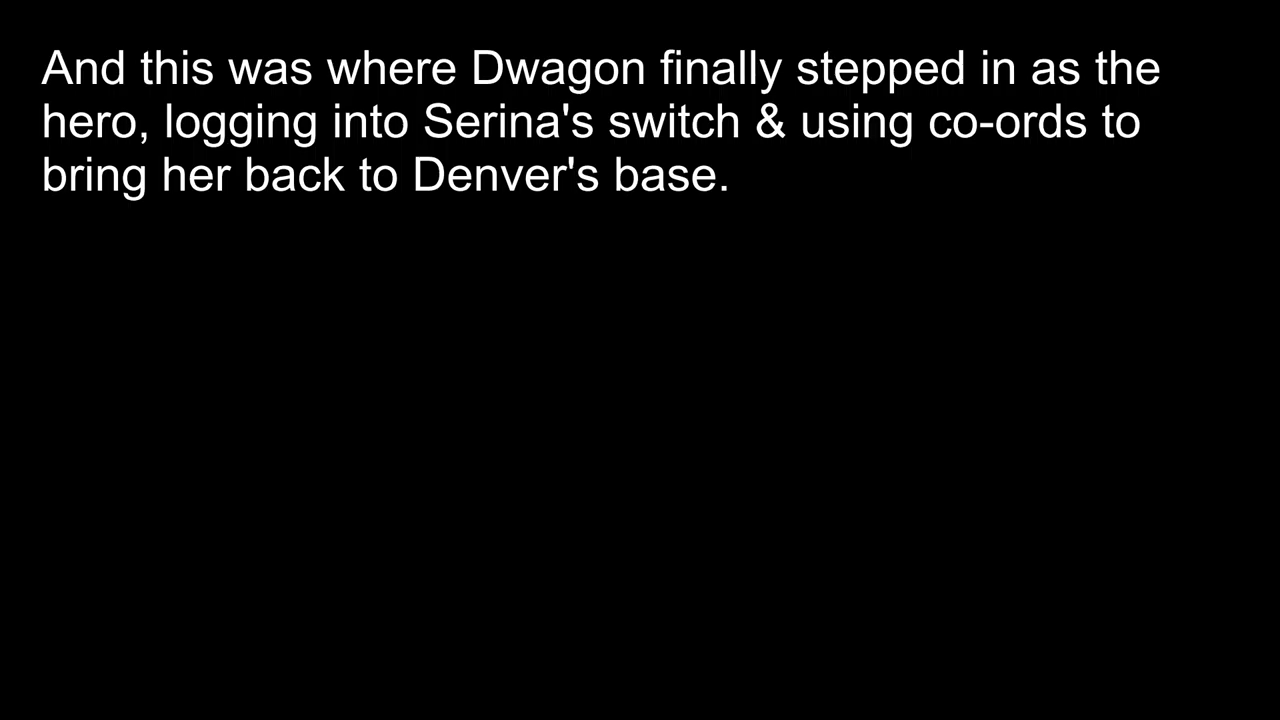 And this was where Dwagon finally stepped in as the
hero, logging into Serina's switch & using co-ords to
bring her back to Denver's base.